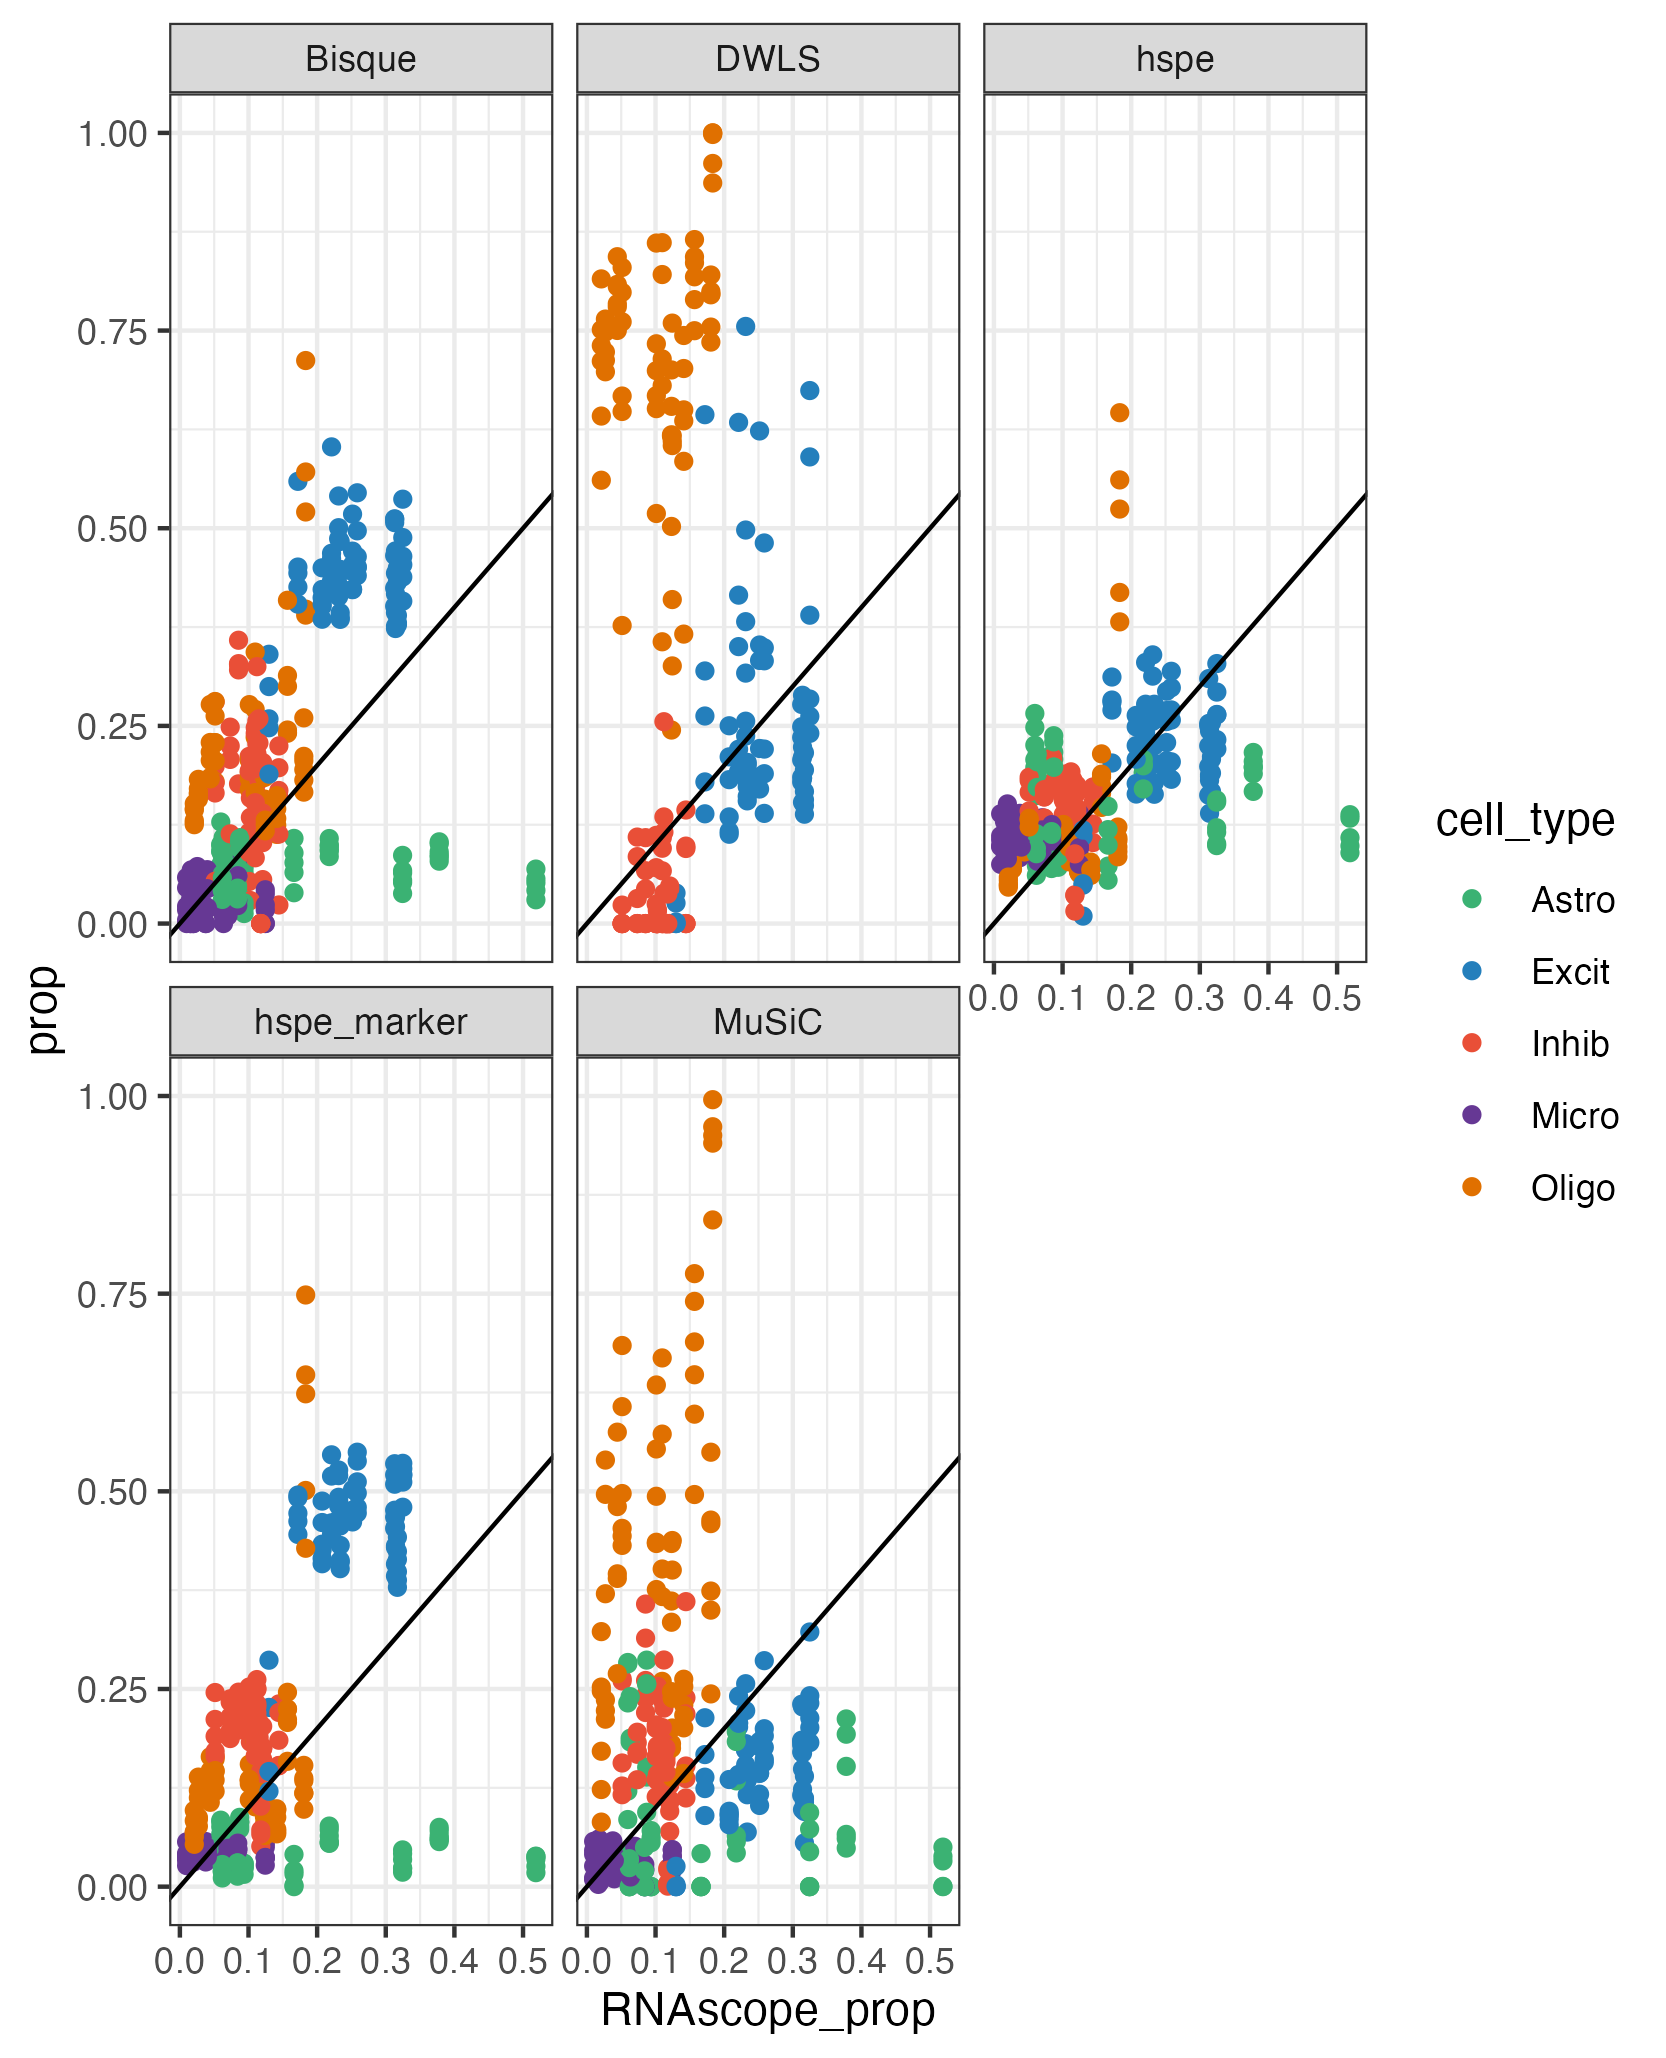 Bisque DWLS hspe
1.00
0.75
0.50
0.25
0.00
0.0 0.1 0.2 0.3 0.4 0.5
prop
hspe_marker MuSiC
1.00
0.75
0.50
0.25
0.00
0.0 0.1 0.2 0.3 0.4 0.5 0.0 0.1 0.2 0.3 0.4 0.5
RNAscope_prop
cell_type
Astro
Excit
Inhib
Micro
Oligo